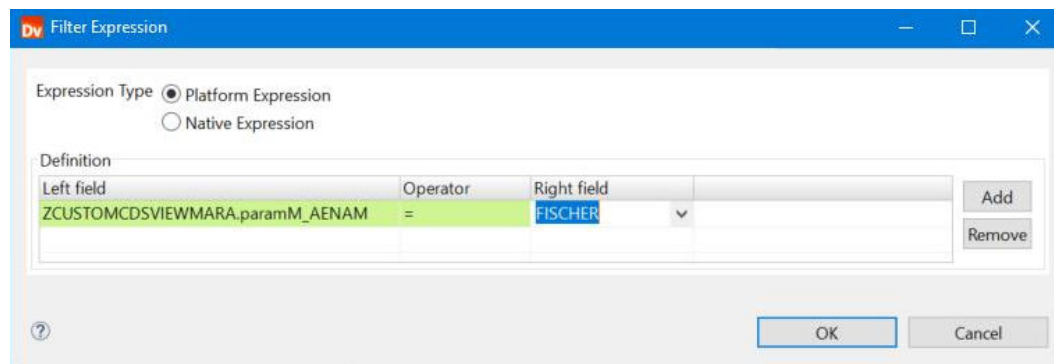 Dv Filter Expression
Expression Type Platform Expression
Native Expression
Definition
Left field Operator Right field
Add
ZCUSTOMCDSVIEWMARA.paramM_AENAM = FISCHER
Remove
? OK Cancel